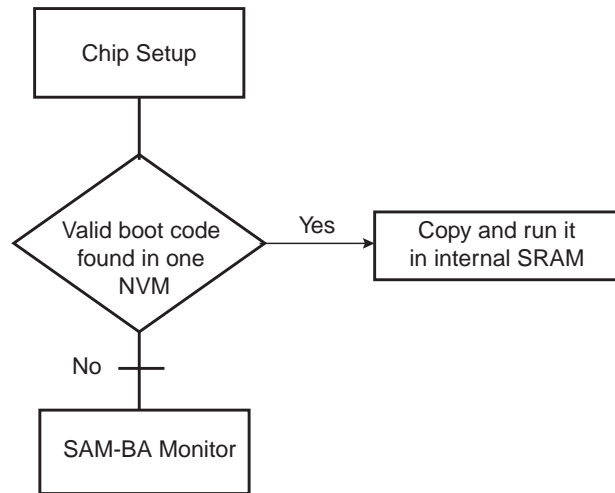 Chip Setup
Valid boot code
found in one
NVM
Yes
Copy and run it
in internal SRAM
No
SAM-BA Monitor